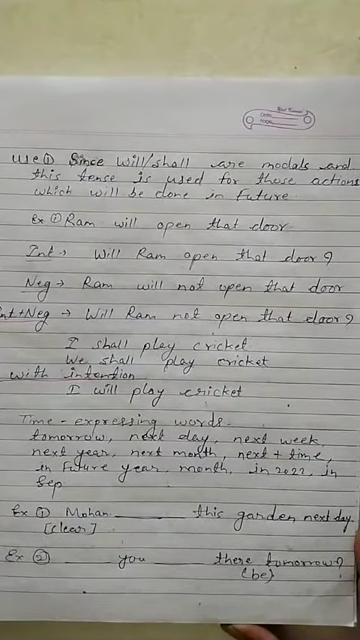 Use ① Since Will/Shall are modals and
this tense is used for those actions
which will be done in Future.
Ex ① Ram will open that door
Int → Will Ram open that door?
Neg → Ram will not open that door
Int+Neg → Will Ram not open that door?
I shall play cricket
We shall play cricket
with intention
I will play cricket
Time-expressing words.
tomorrow, next day, next week,
next year, next month, next + time,
in Future year, month, in 2022, in
Sep
Ex ① Mohan ________ this garden next day.
[clear]
Ex ② ______ you ______ there tomorrow?
(be)